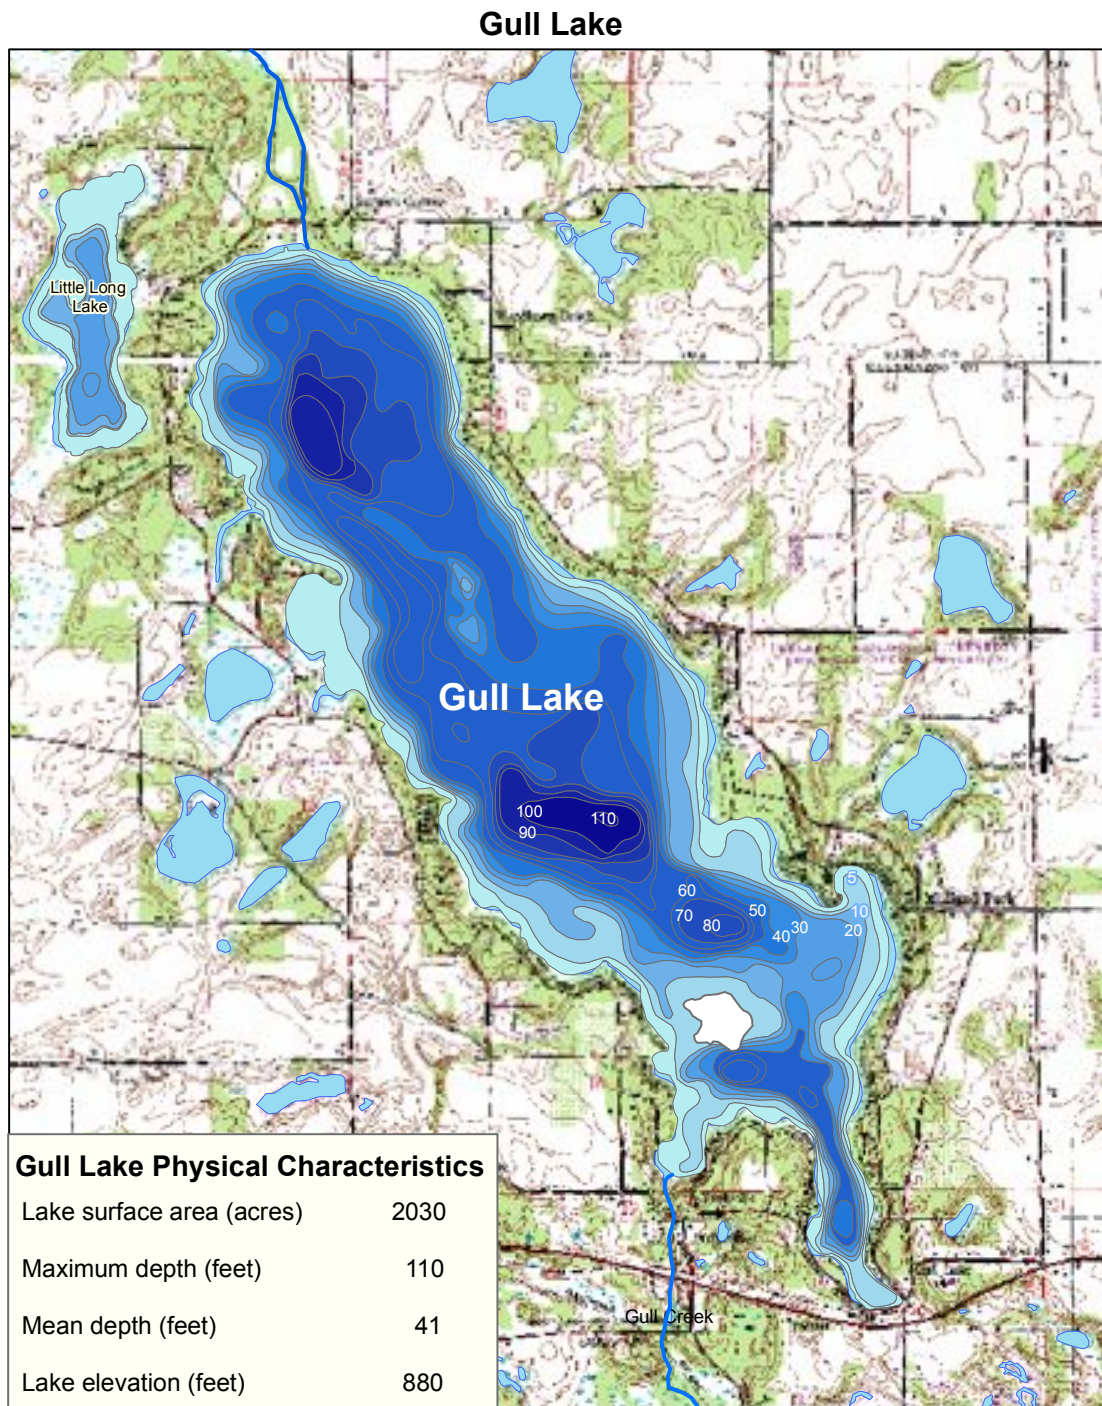 Gull Lake
Little Long
Lake
Gull Lake
100
110
90
5
60
10
70
50
80
30
20
40
Gull Creek
Gull Lake Physical Characteristics
Lake surface area (acres) 2030
Maximum depth (feet) 110
Mean depth (feet) 41
Lake elevation (feet) 880